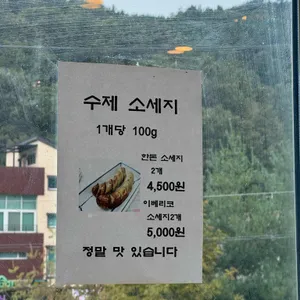 수제 소세지
1개당 100g
한돈 소세지
2개
4,500원
이베리코
소세지2개
5,000원
정말 맛 있습니다